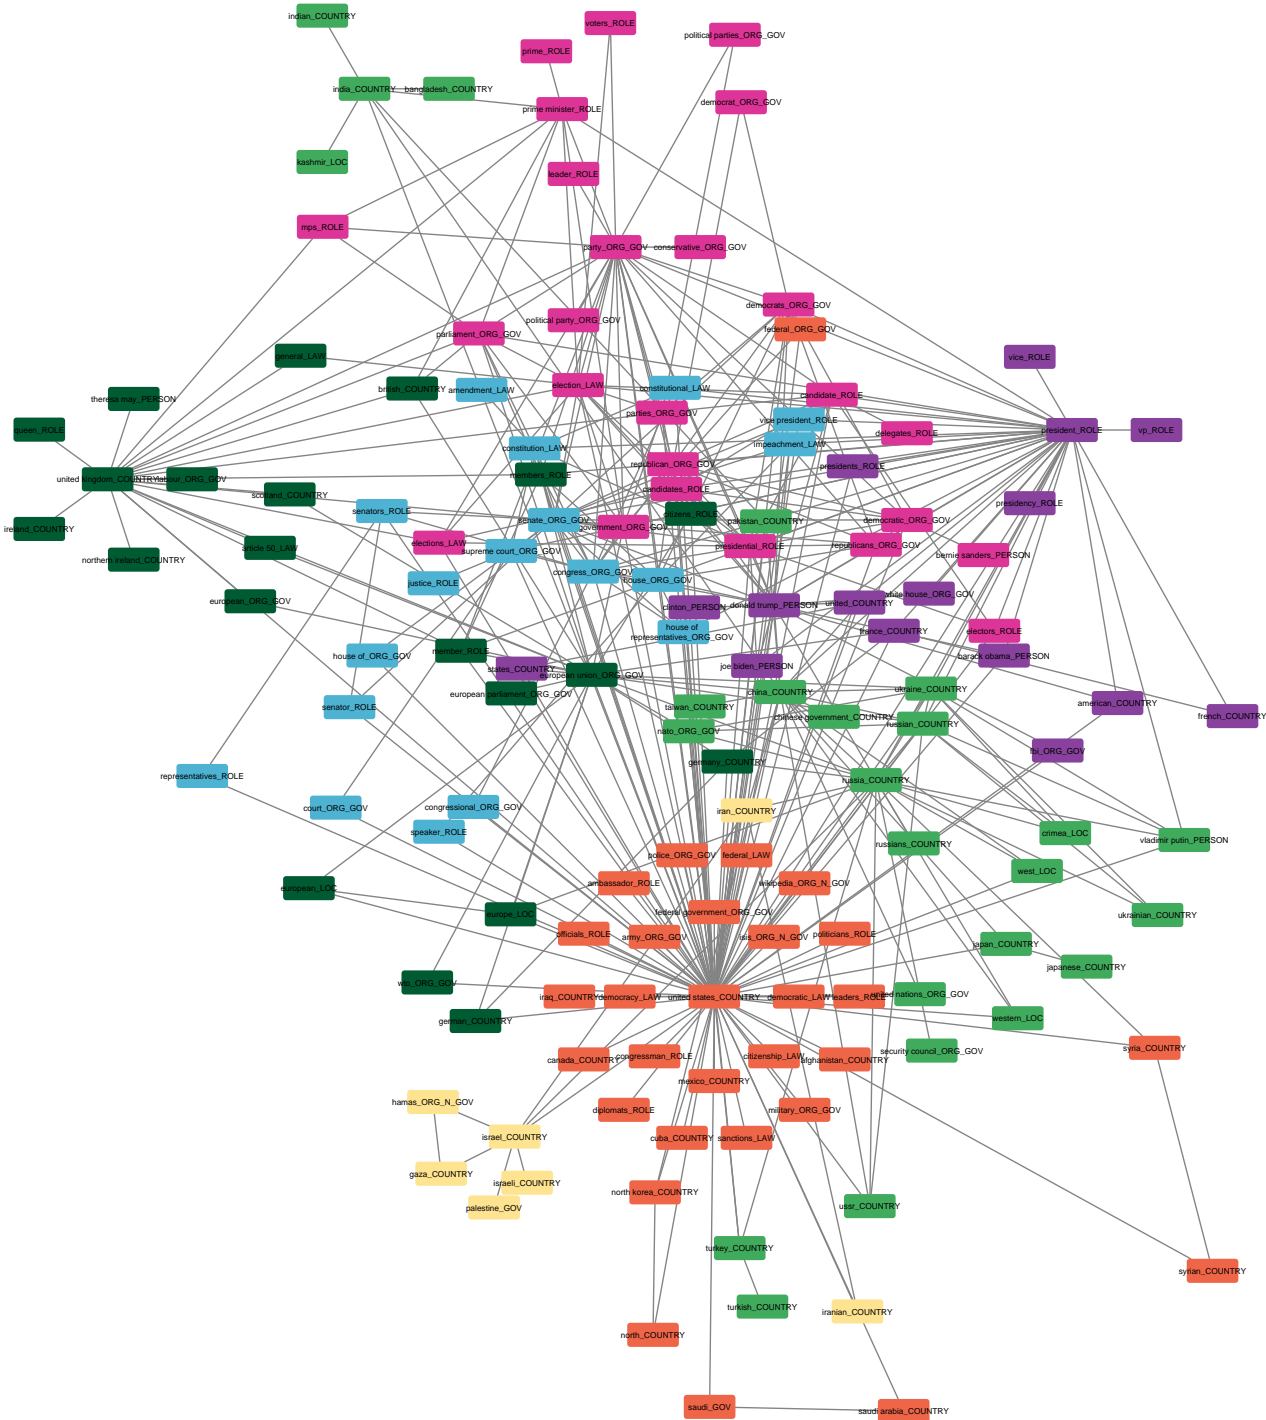 indian_COUNTRY
voters_ROLE
political parties_ORG_GOV
prime_ROLE
india_COUNTRY
bangladesh_COUNTRY
democrat_ORG_GOV
prime minister_ROLE
kashmir_LOC
leader_ROLE
mps_ROLE
party_ORG_GOV
conservative_ORG_GOV
democrats_ORG_GOV
political party_ORG_GOV
federal_ORG_GOV
parliament_ORG_GOV
general_LAW
vice_ROLE
british_COUNTRY
amendment_LAW
election_LAW
constitutional_LAW
candidate_ROLE
theresa may_PERSON
parties_ORG_GOV
vice president_ROLE
queen_ROLE
delegates_ROLE
president_ROLE
vp_ROLE
constitution_LAW
impeachment_LAW
republican_ORG_GOV
presidents_ROLE
united kingdom_COUNTRY
labour_ORG_GOV
members_ROLE
scotland_COUNTRY
candidates_ROLE
presidency_ROLE
senators_ROLE
citizens_ROLE
ireland_COUNTRY
senate_ORG_GOV
government_ORG_GOV
pakistan_COUNTRY
democratic_ORG_GOV
article 50_LAW
elections_LAW
supreme court_ORG_GOV
presidential_ROLE
republicans_ORG_GOV
northern ireland_COUNTRY
bernie sanders_PERSON
justice_ROLE
congress_ORG_GOV
house_ORG_GOV
european_ORG_GOV
clinton_PERSON
donald trump_PERSON
united_COUNTRY
white house_ORG_GOV
house of
representatives_ORG_GOV
france_COUNTRY
electors_ROLE
house of_ORG_GOV
member_ROLE
states_COUNTRY
european union_ORG_GOV
joe biden_PERSON
barack obama_PERSON
european parliament_ORG_GOV
china_COUNTRY
ukraine_COUNTRY
senator_ROLE
taiwan_COUNTRY
chinese government_COUNTRY
american_COUNTRY
french_COUNTRY
nato_ORG_GOV
russian_COUNTRY
germany_COUNTRY
fbi_ORG_GOV
representatives_ROLE
russia_COUNTRY
court_ORG_GOV
congressional_ORG_GOV
iran_COUNTRY
speaker_ROLE
crimea_LOC
vladimir putin_PERSON
russians_COUNTRY
police_ORG_GOV
federal_LAW
west_LOC
european_LOC
ambassador_ROLE
wikipedia_ORG_N_GOV
europe_LOC
federal government_ORG_GOV
ukrainian_COUNTRY
officials_ROLE
army_ORG_GOV
isis_ORG_N_GOV
politicians_ROLE
japan_COUNTRY
japanese_COUNTRY
wto_ORG_GOV
iraq_COUNTRY
democracy_LAW
united states_COUNTRY
democratic_LAW
leaders_ROLE
united nations_ORG_GOV
german_COUNTRY
western_LOC
canada_COUNTRY
congressman_ROLE
citizenship_LAW
afghanistan_COUNTRY
security council_ORG_GOV
syria_COUNTRY
mexico_COUNTRY
hamas_ORG_N_GOV
diplomats_ROLE
military_ORG_GOV
israel_COUNTRY
cuba_COUNTRY
sanctions_LAW
gaza_COUNTRY
israeli_COUNTRY
north korea_COUNTRY
palestine_GOV
ussr_COUNTRY
turkey_COUNTRY
syrian_COUNTRY
turkish_COUNTRY
iranian_COUNTRY
north_COUNTRY
saudi_GOV
saudi arabia_COUNTRY